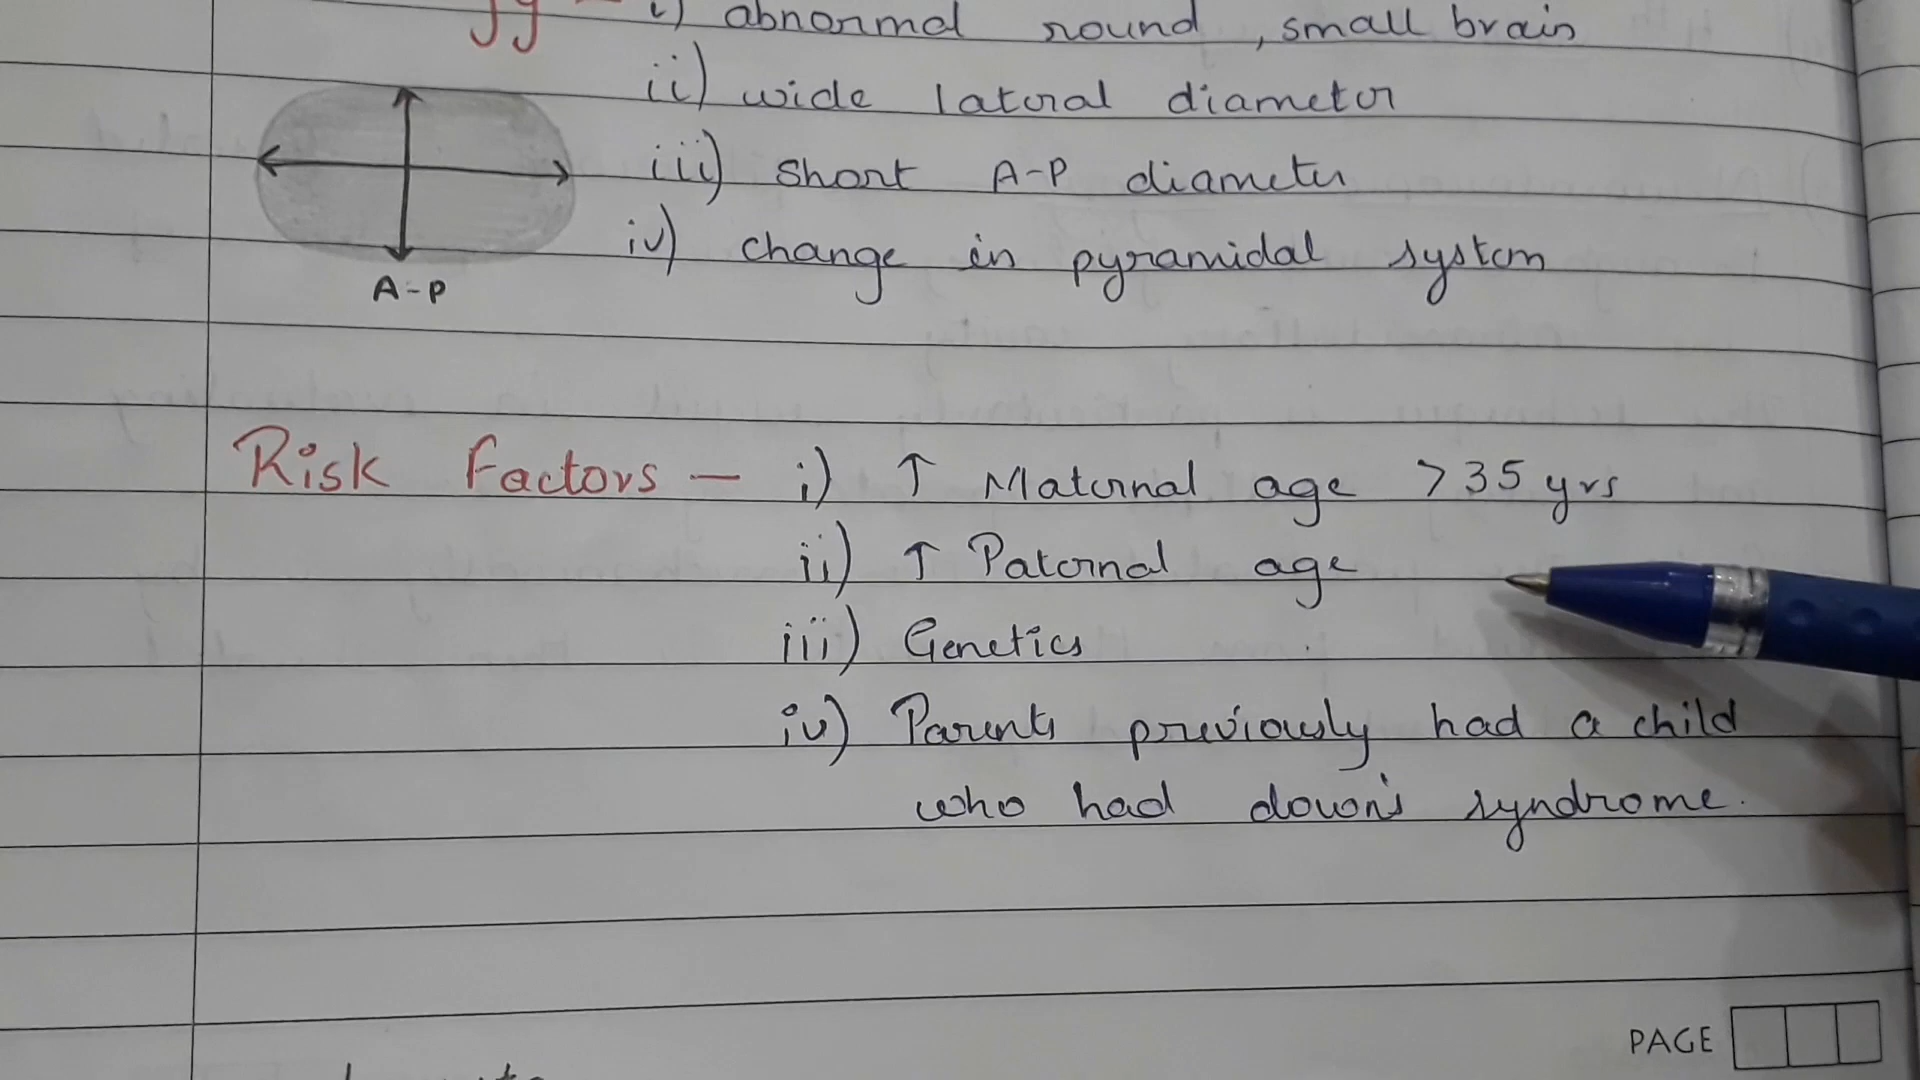 i) abnormal round , small brain
ii) wide lateral diameter
iii) short A-P diameter
iv) change in pyramidal system
A-P
Risk factors — i) ↑ Maternal age >35 yrs
ii) ↑ Paternal age
iii) Genetics
iv) Parents previously had a child
who had down's syndrome.
PAGE